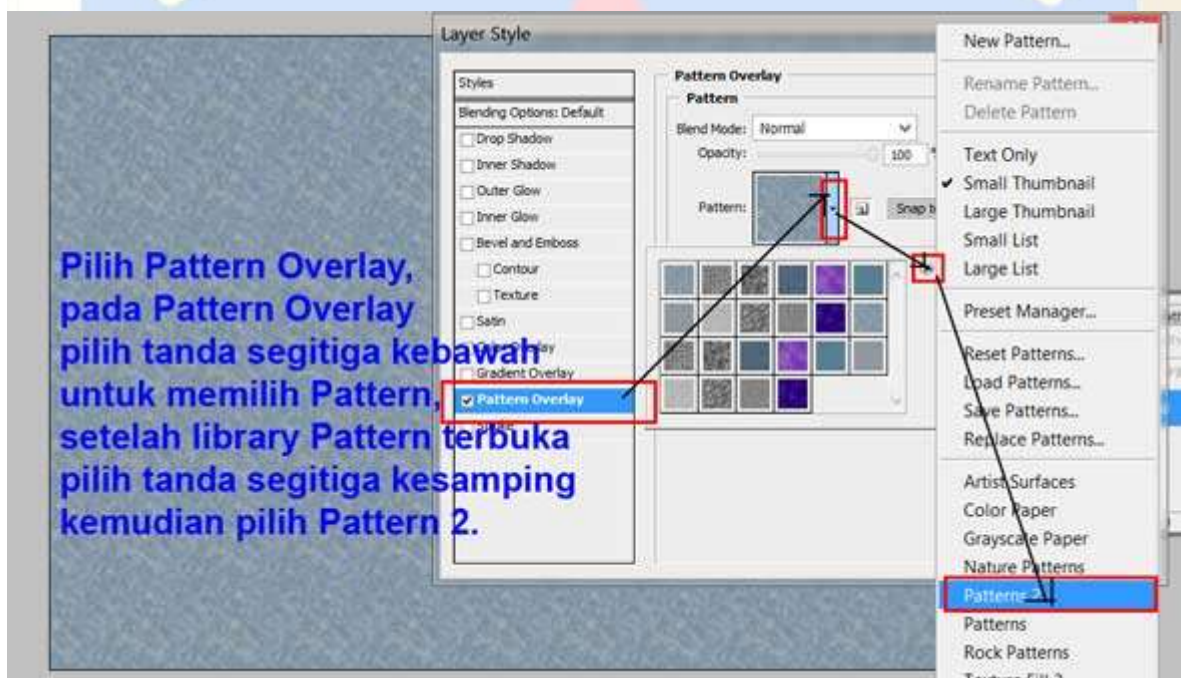 Layer Style
Styles
Blending Options: Default
Drop Shadow
Inner Shadow
Outer Glow
Inner Glow
Bevel and Emboss
Contour
Texture
Satin
Gradient Overlay
Pattern Overlay
Pattern Overlay
Pattern
Blend Mode: Normal
Opacity: 100
Pattern:
Snap
Pilih Pattern Overlay,
pada Pattern Overlay
pilih tanda segitiga kebawah
untuk memilih Pattern,
setelah library Pattern terbuka
pilih tanda segitiga kesamping
kemudian pilih Pattern 2.
New Pattern...
Rename Pattern...
Delete Pattern
Text Only
Small Thumbnail
Large Thumbnail
Small List
Large List
Preset Manager...
Reset Patterns...
Load Patterns...
Save Patterns...
Replace Patterns...
Artist Surfaces
Color Paper
Grayscale Paper
Nature Patterns
Patterns 2
Patterns
Rock Patterns